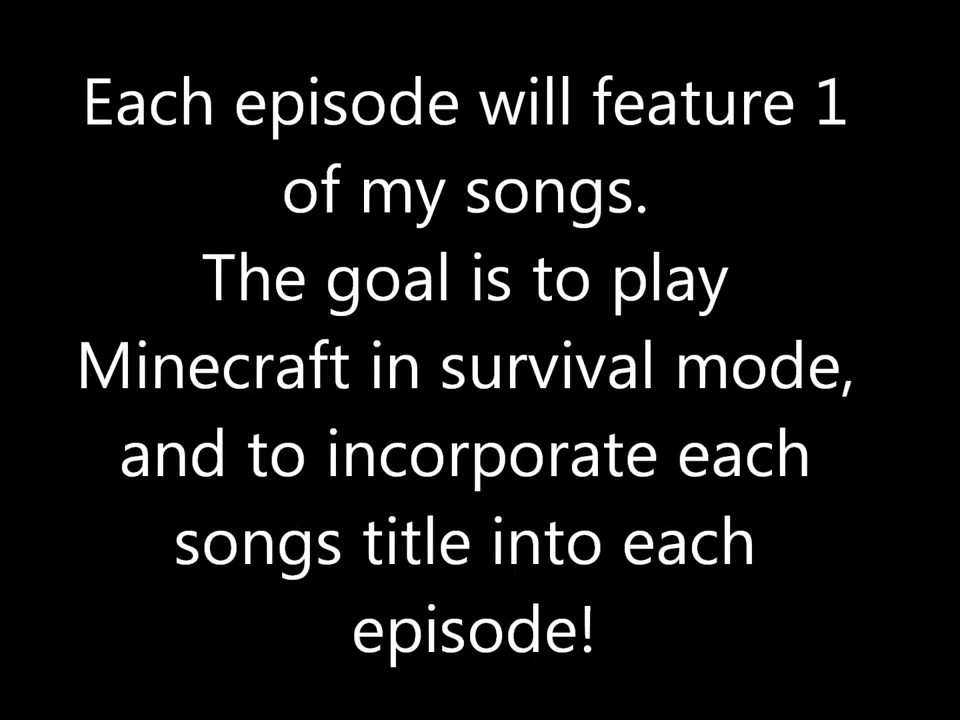 Each episode will feature 1
of my songs.
The goal is to play
Minecraft in survival mode,
and to incorporate each
songs title into each
episode!